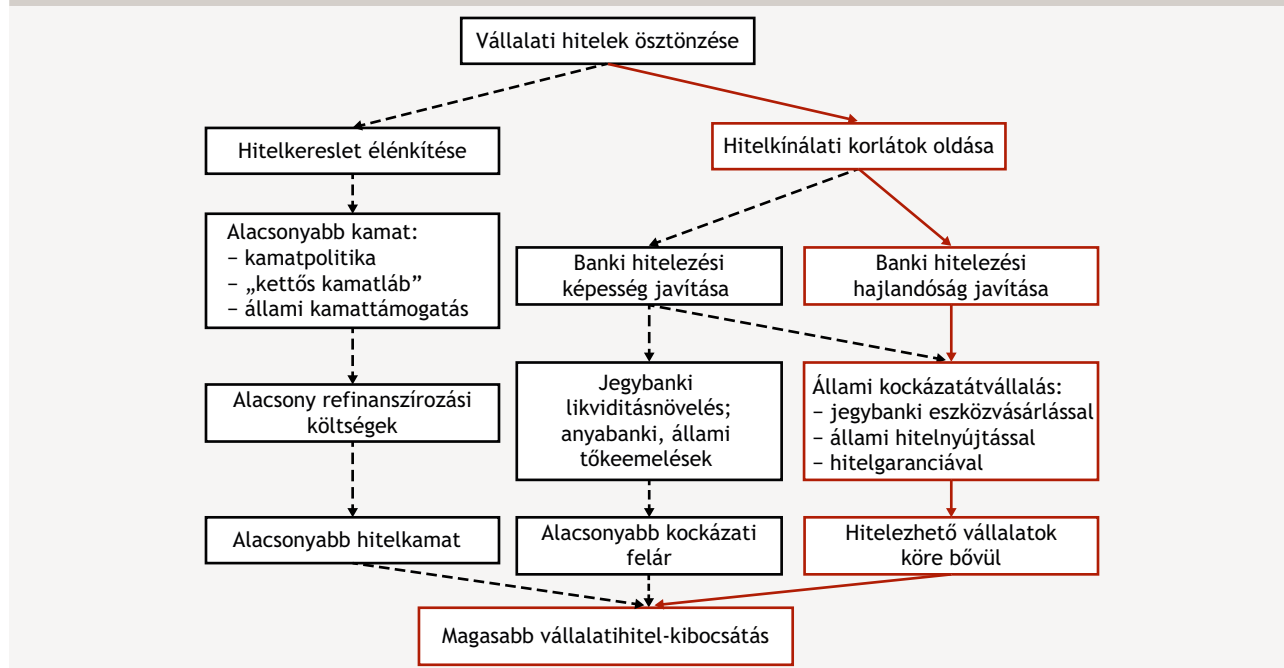 Vállalati hitelek ösztönzése
Hitelkereslet élénkítése
Hitelkínálati korlátok oldása
Alacsonyabb kamat:
− kamatpolitika
− „kettős kamatláb”
− állami kamattámogatás
Banki hitelezési
képesség javítása
Banki hitelezési
hajlandóság javítása
Alacsony refinanszírozási
költségek
Jegybanki
likviditásnövelés;
anyabanki, állami
tőkeemelések
Állami kockázatátvállalás:
− jegybanki eszközvásárlással
− állami hitelnyújtással
− hitelgaranciával
Alacsonyabb hitelkamat
Alacsonyabb kockázati
felár
Hitelezhető vállalatok
köre bővül
Magasabb vállalatihitel-kibocsátás